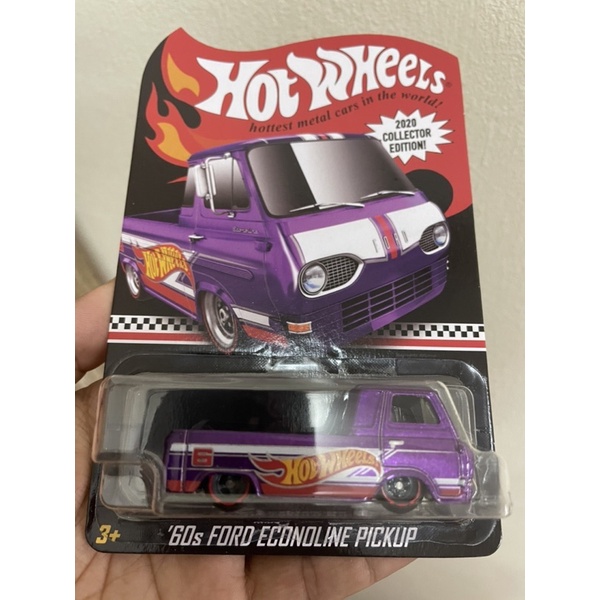 HOT WHEELS®
hottest metal cars in the world!
2020
COLLECTOR
EDITION!
HOT WHEELS
HOT WHEELS
3+
'60s FORD ECONOLINE PICKUP